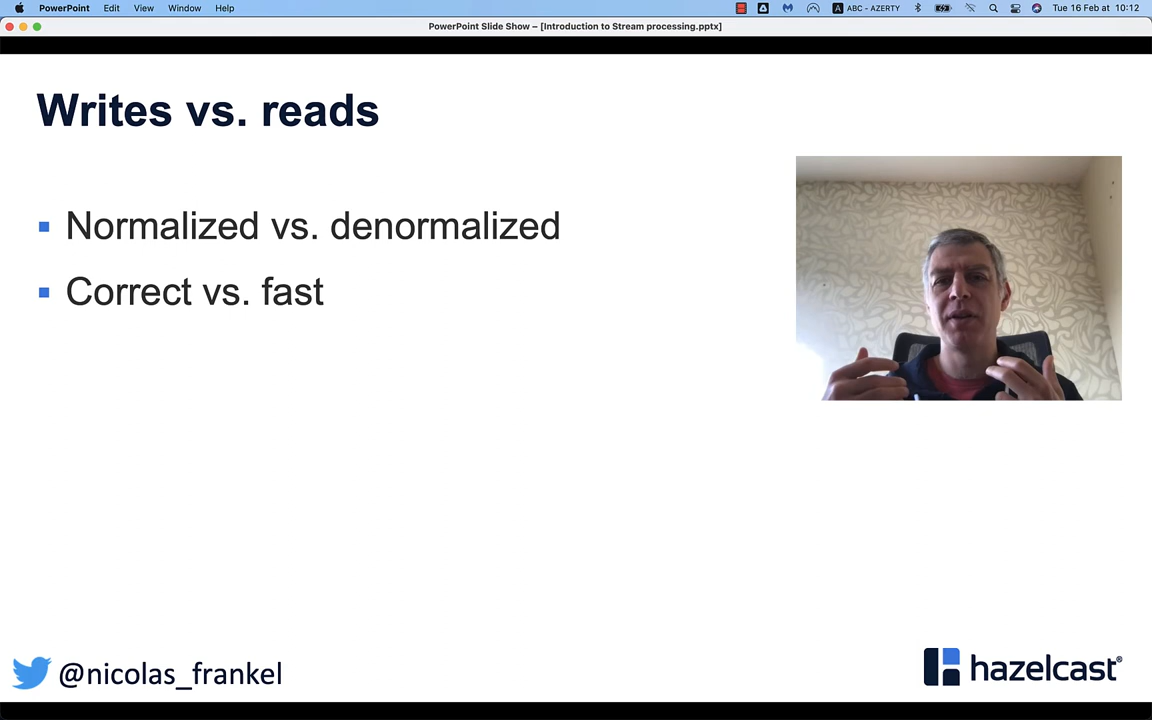 PowerPoint Edit View Window Help A ABC - AZERTY Tue 16 Feb at 10:12
PowerPoint Slide Show – [Introduction to Stream processing.pptx]
Writes vs. reads
Normalized vs. denormalized
Correct vs. fast
@nicolas_frankel
hazelcast®